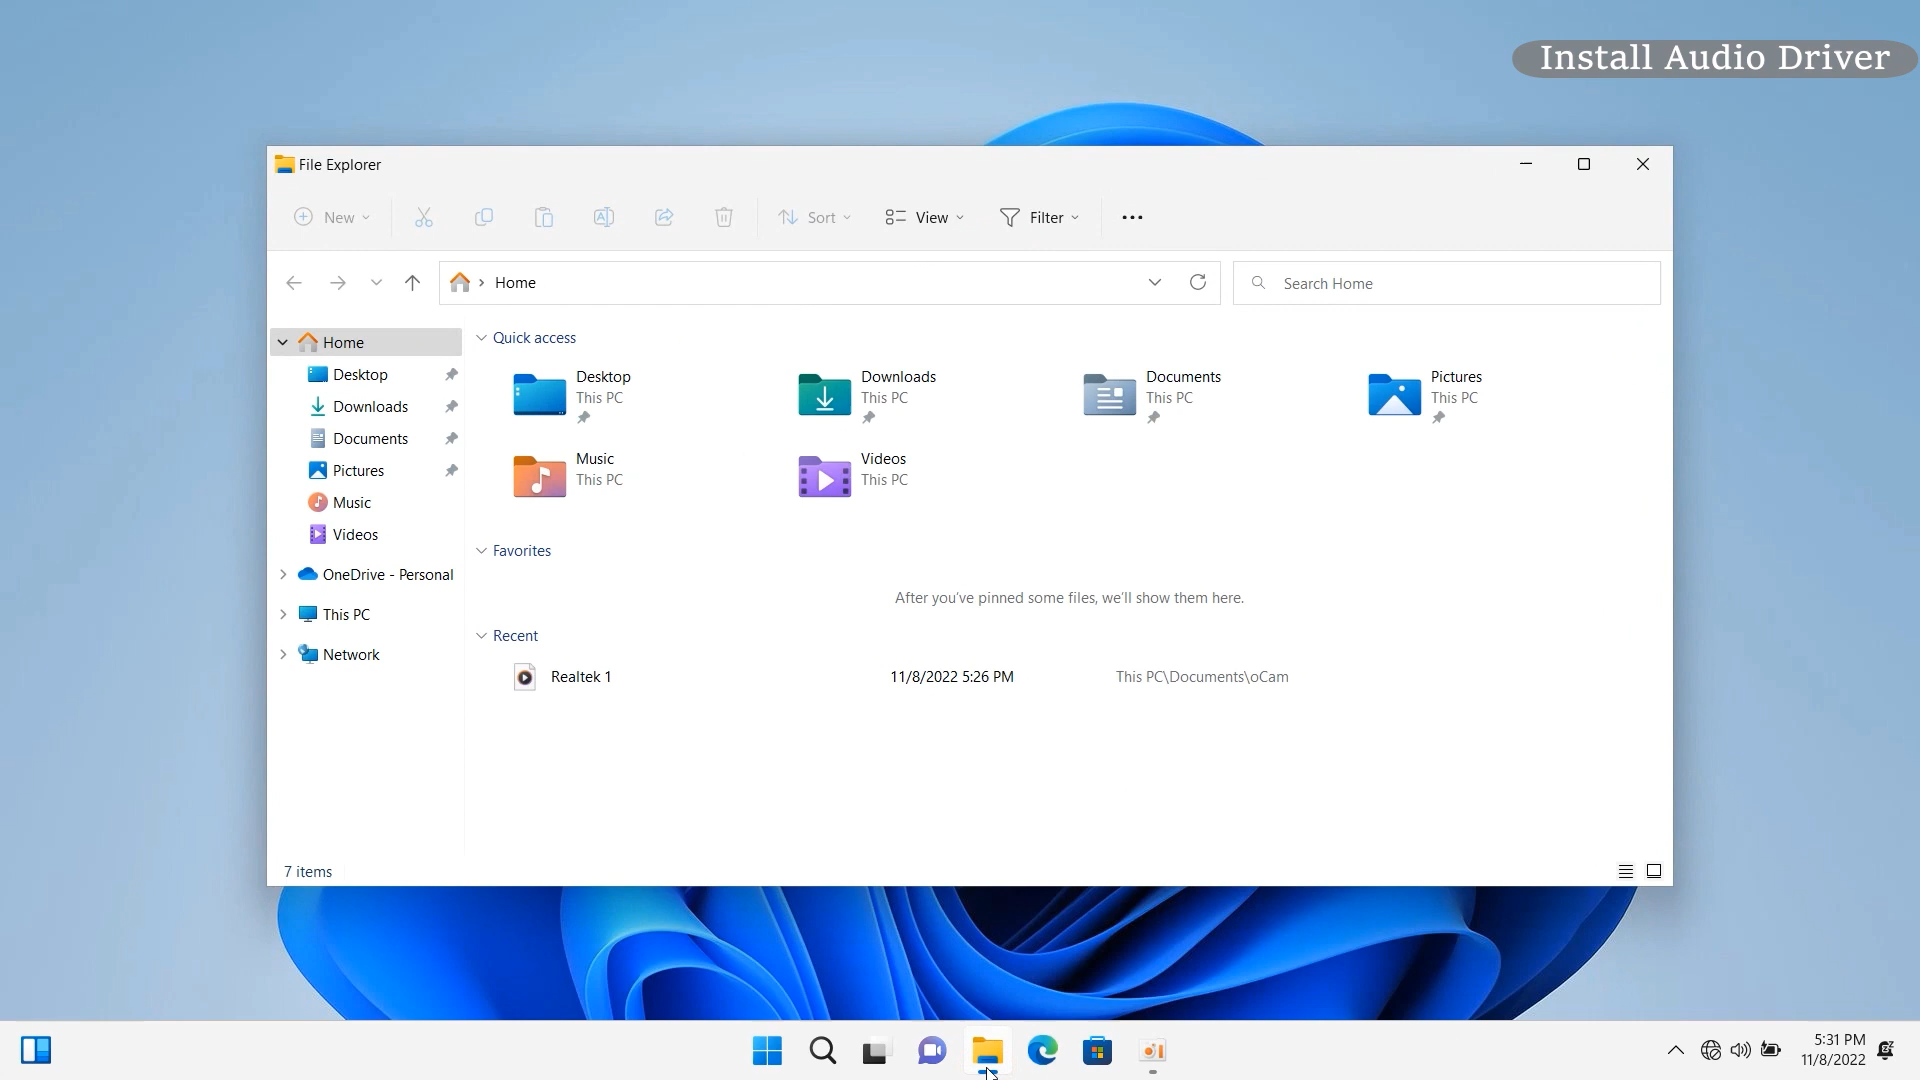 Install Audio Driver
File Explorer
New
Sort
View
Filter
Home
Search Home
Home
Desktop
Downloads
Documents
Pictures
Music
Videos
OneDrive - Personal
This PC
Network
Quick access
Desktop
This PC
Downloads
This PC
Documents
This PC
Pictures
This PC
Music
This PC
Videos
This PC
Favorites
After you've pinned some files, we'll show them here.
Recent
Realtek 1 11/8/2022 5:26 PM This PC\Documents\oCam
7 items
5:31 PM
11/8/2022